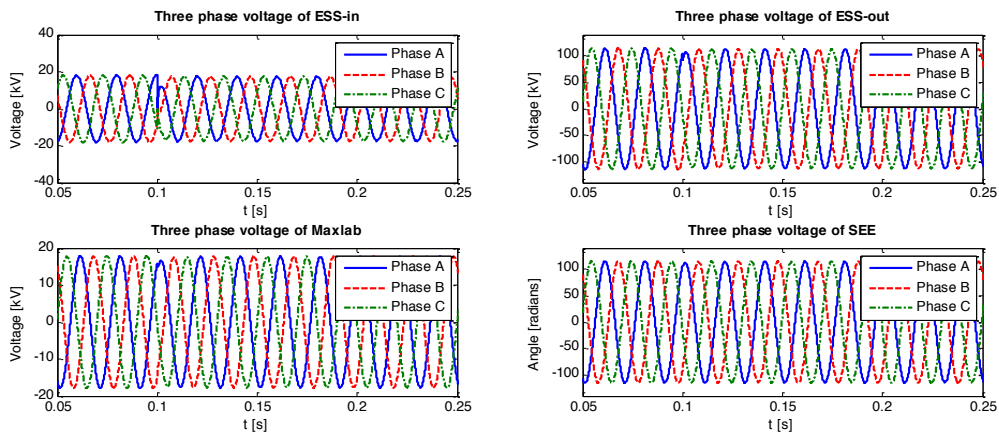 Three phase voltage of ESS-in
Voltage [kV]
40
20
0
-20
-40
0.05
0.1
0.15
0.2
0.25
t [s]
Phase A
Phase B
Phase C
Three phase voltage of ESS-out
Voltage [kV]
100
50
0
-50
-100
0.05
0.1
0.15
0.2
0.25
t [s]
Phase A
Phase B
Phase C
Three phase voltage of Maxlab
Voltage [kV]
20
10
0
-10
-20
0.05
0.1
0.15
0.2
0.25
t [s]
Phase A
Phase B
Phase C
Three phase voltage of SEE
Angle [radians]
100
50
0
-50
-100
0.05
0.1
0.15
0.2
0.25
t [s]
Phase A
Phase B
Phase C